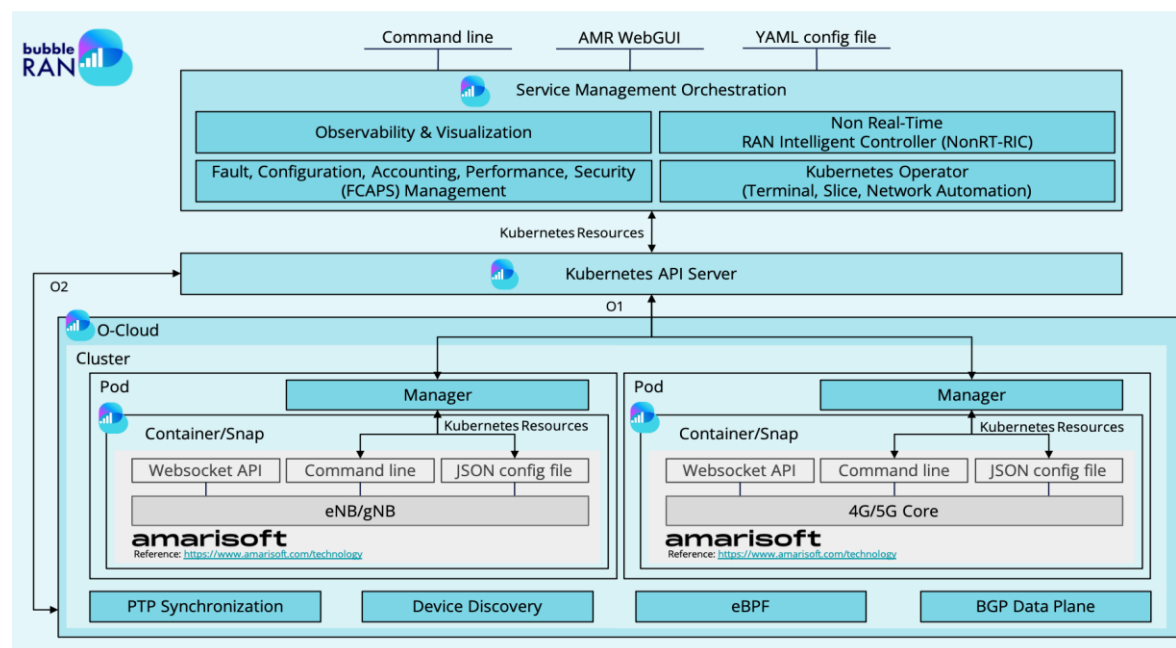 bubble
RAN
Command line
AMR WebGUI
YAML config file
Service Management Orchestration
Observability & Visualization
Non Real-Time
RAN Intelligent Controller (NonRT-RIC)
Fault, Configuration, Accounting, Performance, Security
(FCAPS) Management
Kubernetes Operator
(Terminal, Slice, Network Automation)
Kubernetes Resources
Kubernetes API Server
O2
O1
O-Cloud
Cluster
Pod
Manager
Kubernetes Resources
Container/Snap
Websocket API
Command line
JSON config file
eNB/gNB
amarisoft
Reference: https://www.amarisoft.com/technology
Pod
Manager
Kubernetes Resources
Container/Snap
Websocket API
Command line
JSON config file
4G/5G Core
amarisoft
Reference: https://www.amarisoft.com/technology
PTP Synchronization
Device Discovery
eBPF
BGP Data Plane